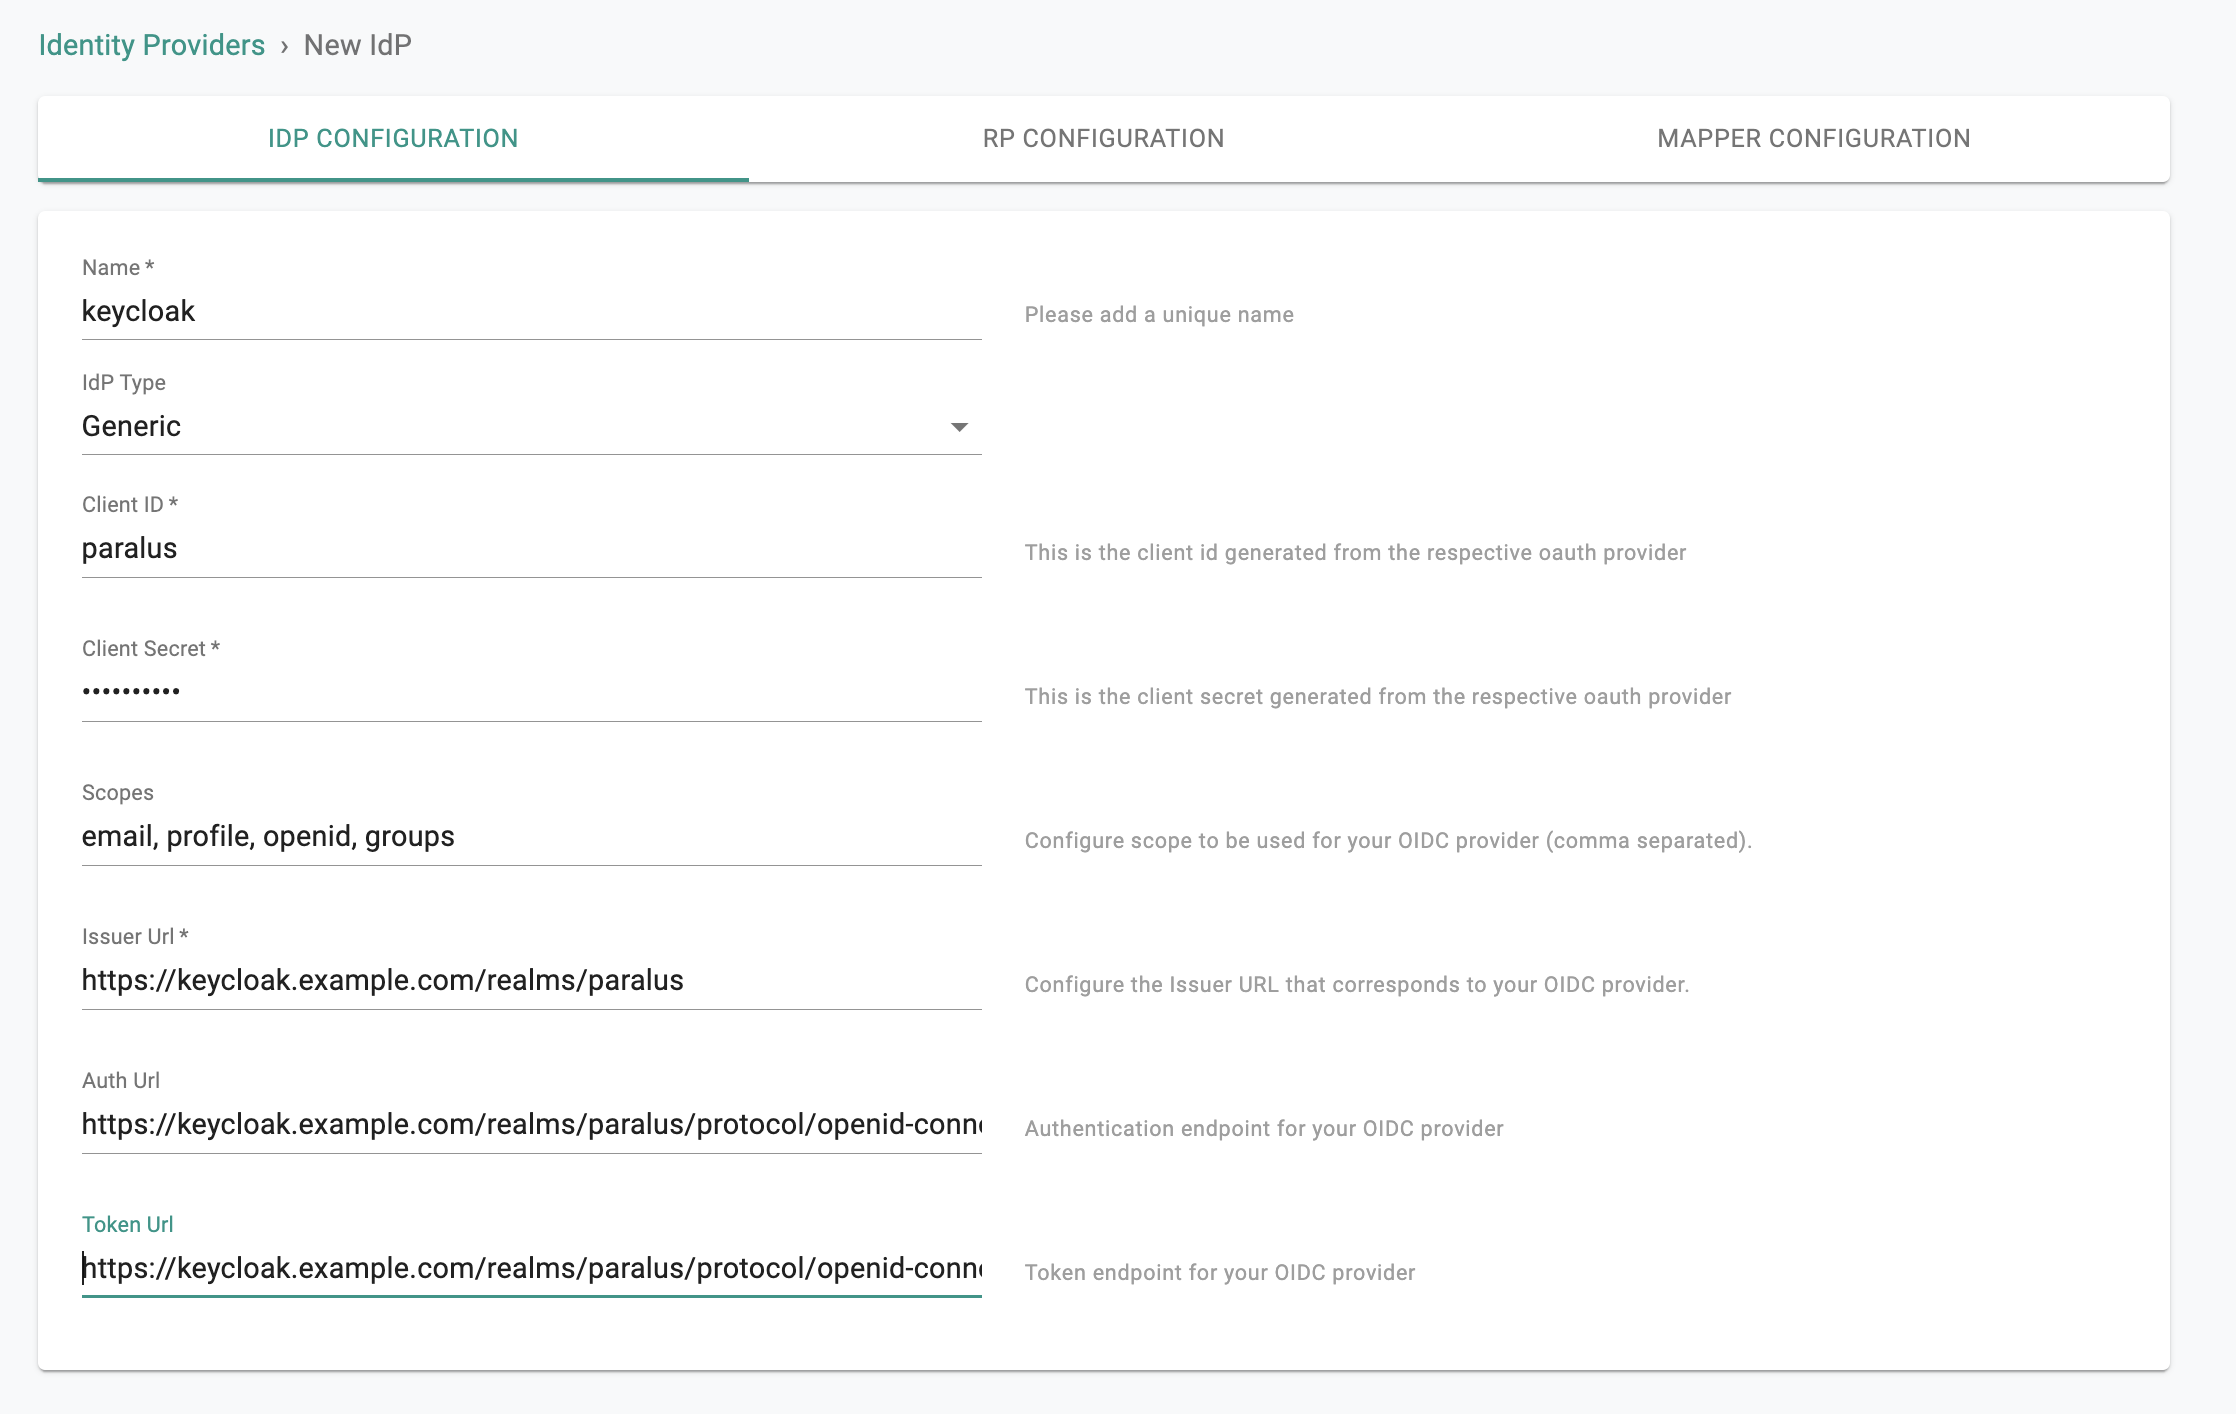 Identity Providers › New IdP
IDP CONFIGURATION
RP CONFIGURATION
MAPPER CONFIGURATION
Name *
keycloak
Please add a unique name
IdP Type
Generic
Client ID *
paralus
This is the client id generated from the respective oauth provider
Client Secret *
••••••••••
This is the client secret generated from the respective oauth provider
Scopes
email, profile, openid, groups
Configure scope to be used for your OIDC provider (comma separated).
Issuer Url *
https://keycloak.example.com/realms/paralus
Configure the Issuer URL that corresponds to your OIDC provider.
Auth Url
https://keycloak.example.com/realms/paralus/protocol/openid-conn
Authentication endpoint for your OIDC provider
Token Url
https://keycloak.example.com/realms/paralus/protocol/openid-conn
Token endpoint for your OIDC provider